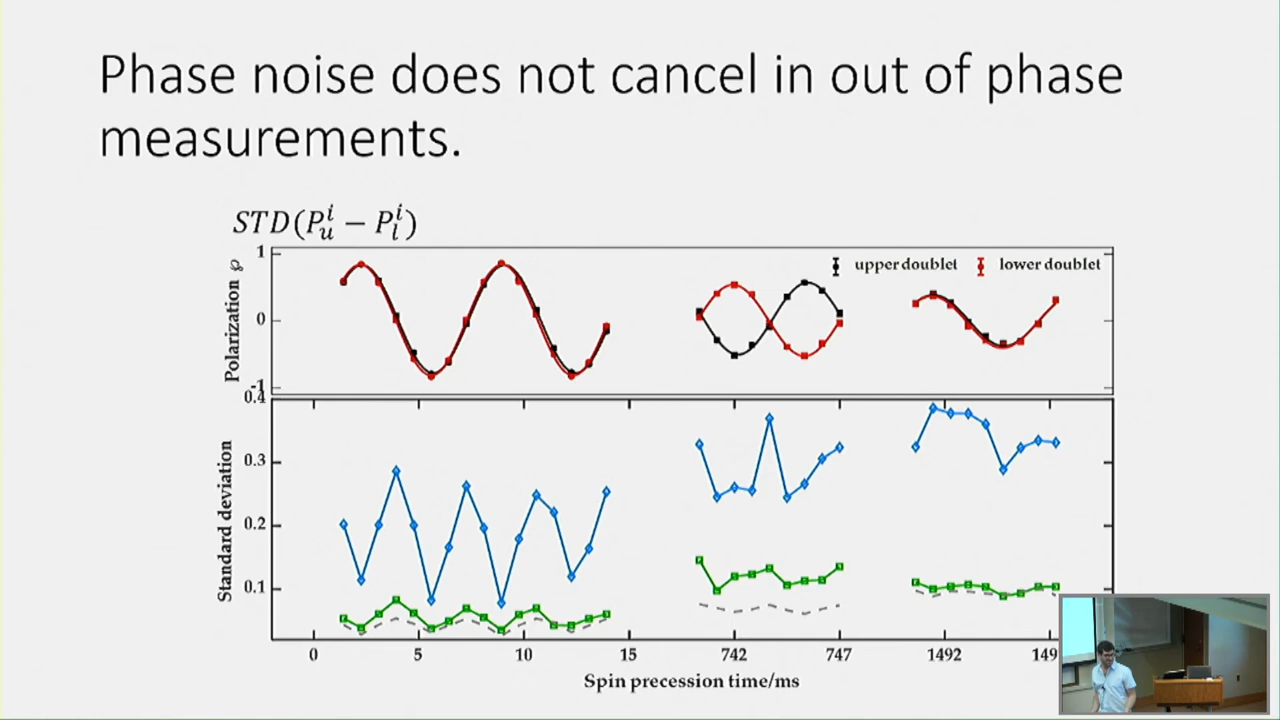 Phase noise does not cancel in out of phase
measurements.
STD(Pᵢᵤ − Pᵢₗ)
Polarization ℘
1
0
-1
upper doublet
lower doublet
Standard deviation
0.4
0.3
0.2
0.1
0 5 10 15 742 747 1492 149
Spin precession time/ms